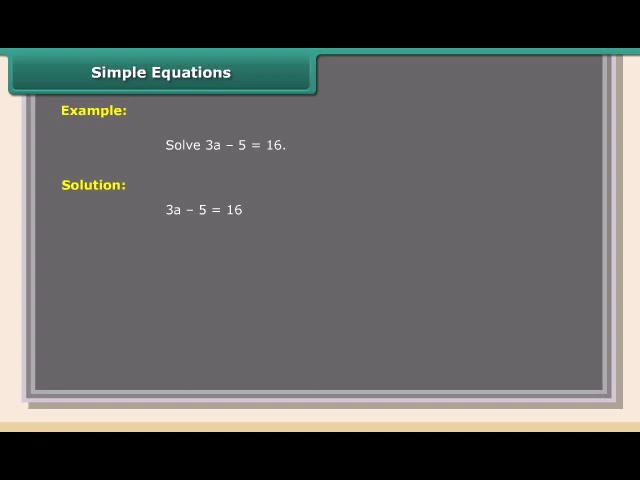 Simple Equations
Example:
Solve 3a – 5 = 16.
Solution:
3a – 5 = 16